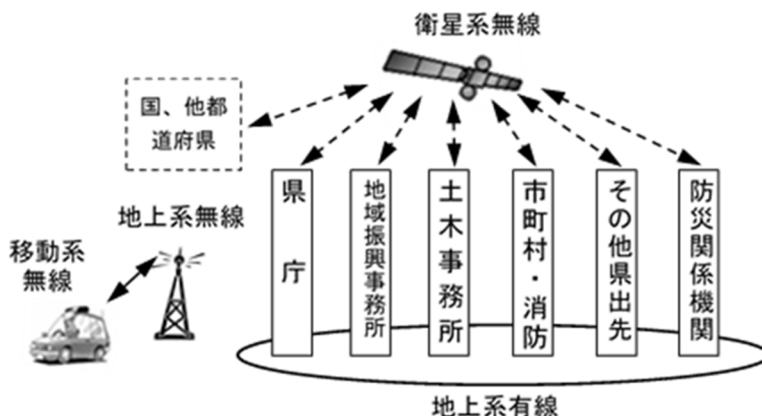 衛星系無線
国、他都
道府県
地上系無線
移動系
無線
県庁
地域振興事務所
土木事務所
市町村・消防
その他県出先
防災関係機関
地上系有線